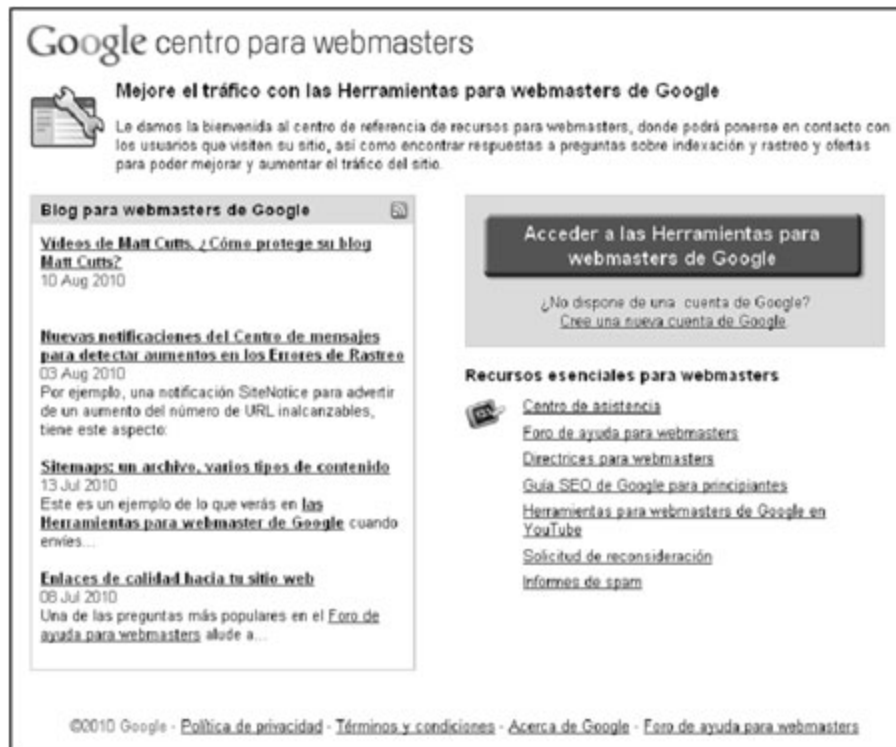 Google centro para webmasters
Mejore el tráfico con las Herramientas para webmasters de Google
Le damos la bienvenida al centro de referencia de recursos para webmasters, donde podrá ponerse en contacto con
los usuarios que visiten su sitio, así como encontrar respuestas a preguntas sobre indexación y rastreo y ofertas
para poder mejorar y aumentar el tráfico del sitio.
Blog para webmasters de Google
Vídeos de Matt Cutts. ¿Cómo protege su blog
Matt Cutts?
10 Aug 2010
Nuevas notificaciones del Centro de mensajes
para detectar aumentos en los Errores de Rastreo
03 Aug 2010
Por ejemplo, una notificación SiteNotice para advertir
de un aumento del número de URL inalcanzables,
tiene este aspecto:
Sitemaps: un archivo, varios tipos de contenido
13 Jul 2010
Este es un ejemplo de lo que verás en las
Herramientas para webmaster de Google cuando
envíes...
Enlaces de calidad hacia tu sitio web
08 Jul 2010
Una de las preguntas más populares en el Foro de
ayuda para webmasters alude a...
Acceder a las Herramientas para
webmasters de Google
¿No dispone de una cuenta de Google?
Cree una nueva cuenta de Google.
Recursos esenciales para webmasters
Centro de asistencia
Foro de ayuda para webmasters
Directrices para webmasters
Guía SEO de Google para principiantes
Herramientas para webmasters de Google en
YouTube
Solicitud de reconsideración
Informes de spam
©2010 Google - Política de privacidad - Términos y condiciones - Acerca de Google - Foro de ayuda para webmasters